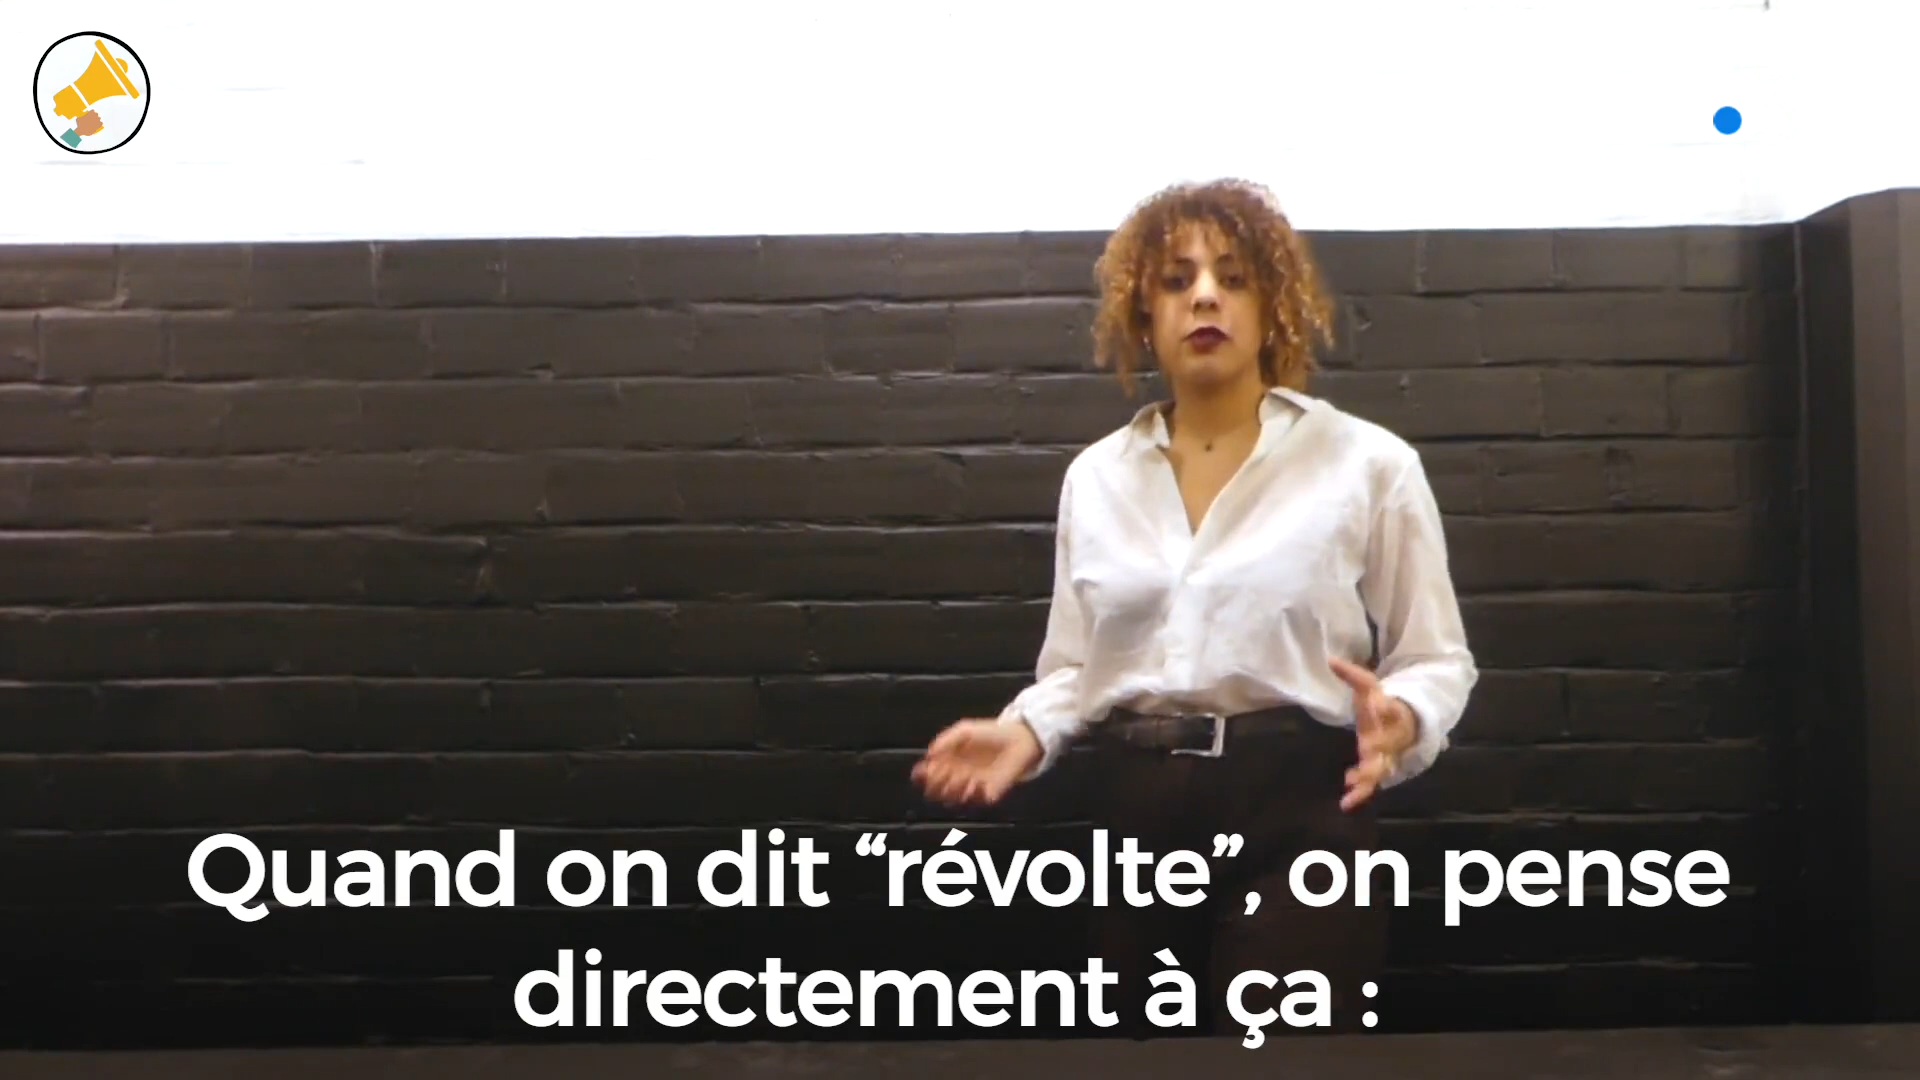 Quand on dit “révolte”, on pense
directement à ça :